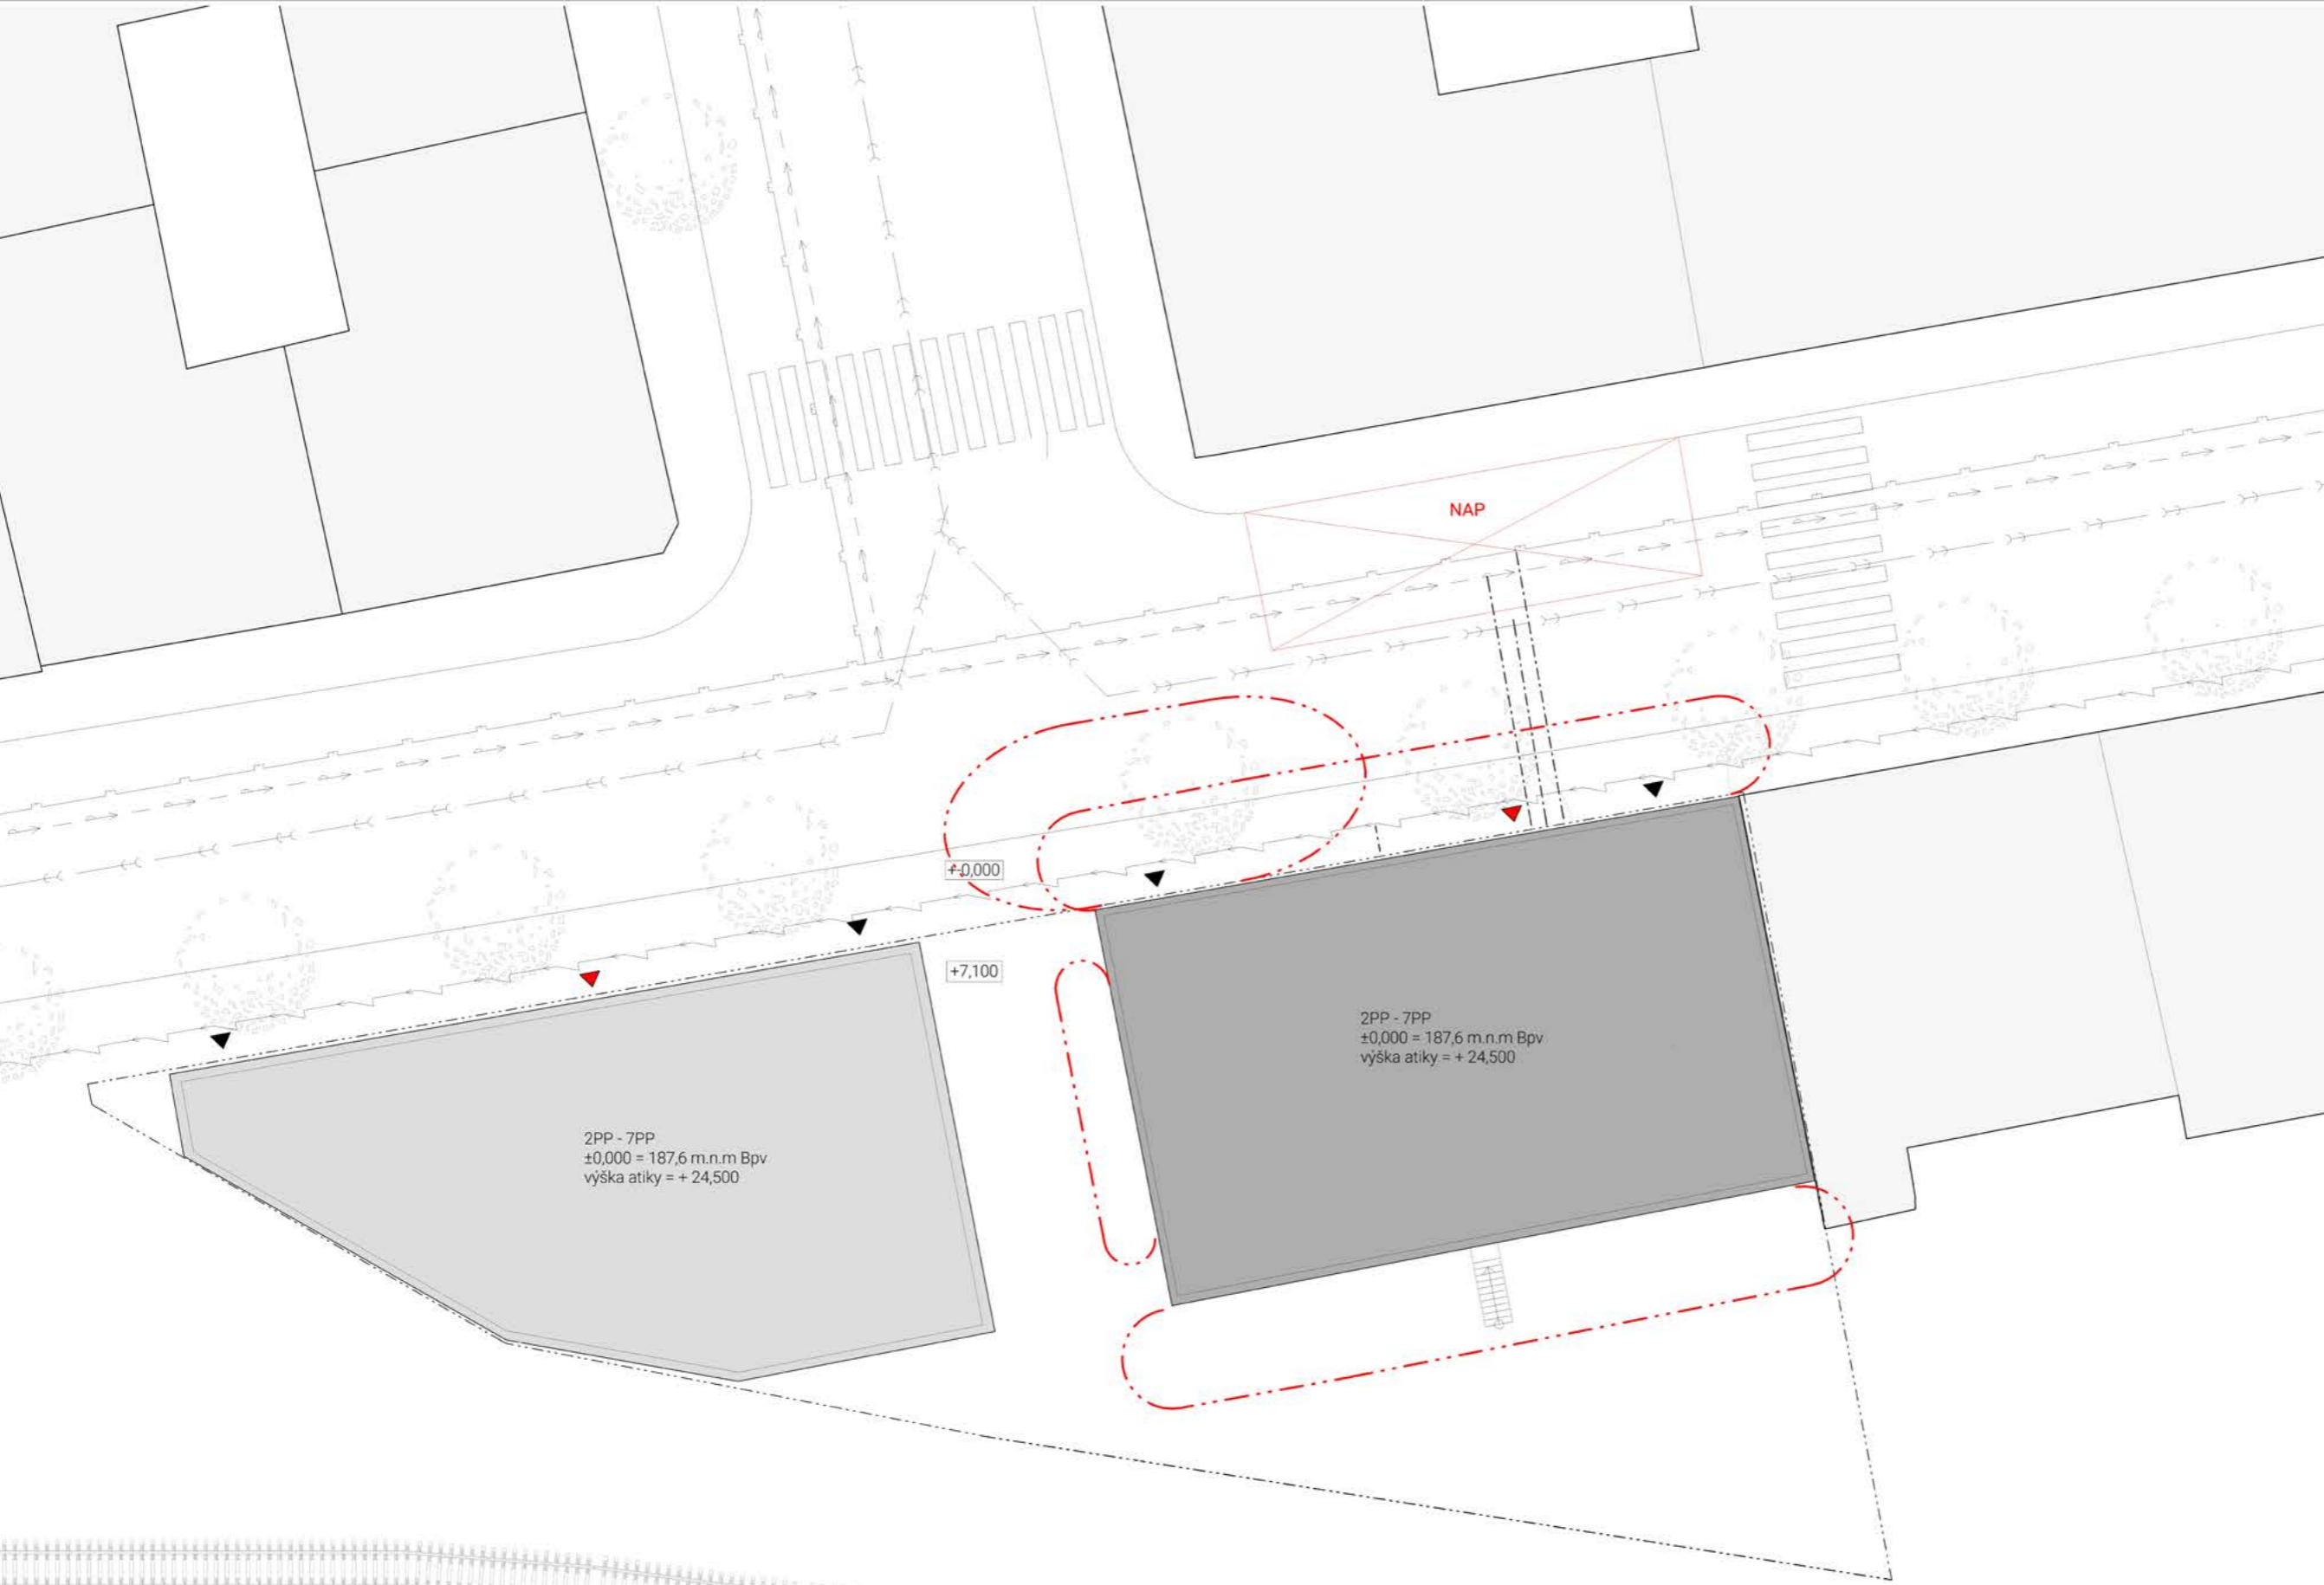 NAP
±0,000
+7,100
2PP - 7PP
±0,000 = 187,6 m.n.m Bpv
výška atiky = + 24,500
2PP - 7PP
±0,000 = 187,6 m.n.m Bpv
výška atiky = + 24,500